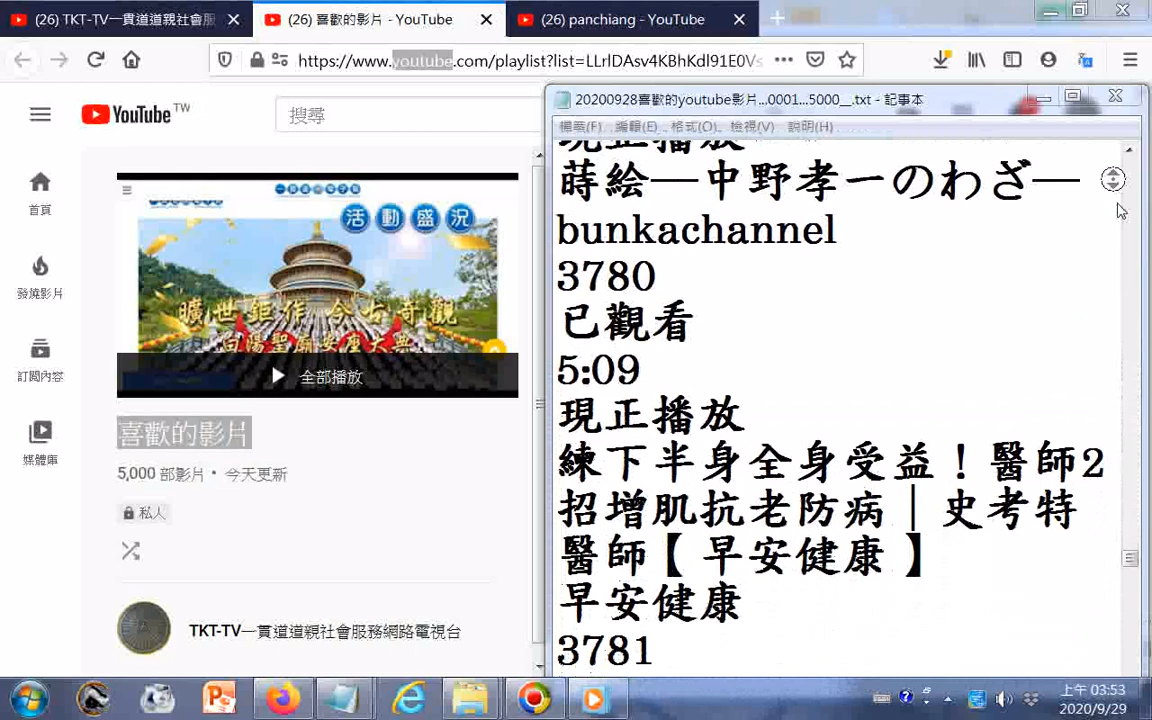 (26) TKT-TV一貫道道親社會服
(26) 喜歡的影片 - YouTube
(26) panchiang - YouTube
https://www.youtube.com/playlist?list=LLrlDAsv4KBhKdl91E0Vs
YouTube TW
搜尋
首頁
發燒影片
訂閱內容
媒體庫
活動盛況
曠世鉅作 今古奇觀
全部播放
喜歡的影片
5,000 部影片・今天更新
私人
TKT-TV一貫道道親社會服務網路電視台
20200928喜歡的youtube影片...0001...5000__.txt - 記事本
檔案(F) 編輯(E) 格式(O) 檢視(V) 說明(H)
現正播放
蒔絵―中野孝一のわざ―
bunkachannel
3780
已觀看
5:09
現正播放
練下半身全身受益！醫師2
招增肌抗老防病│史考特
醫師【 早安健康 】
早安健康
3781
上午 03:53
2020/9/29